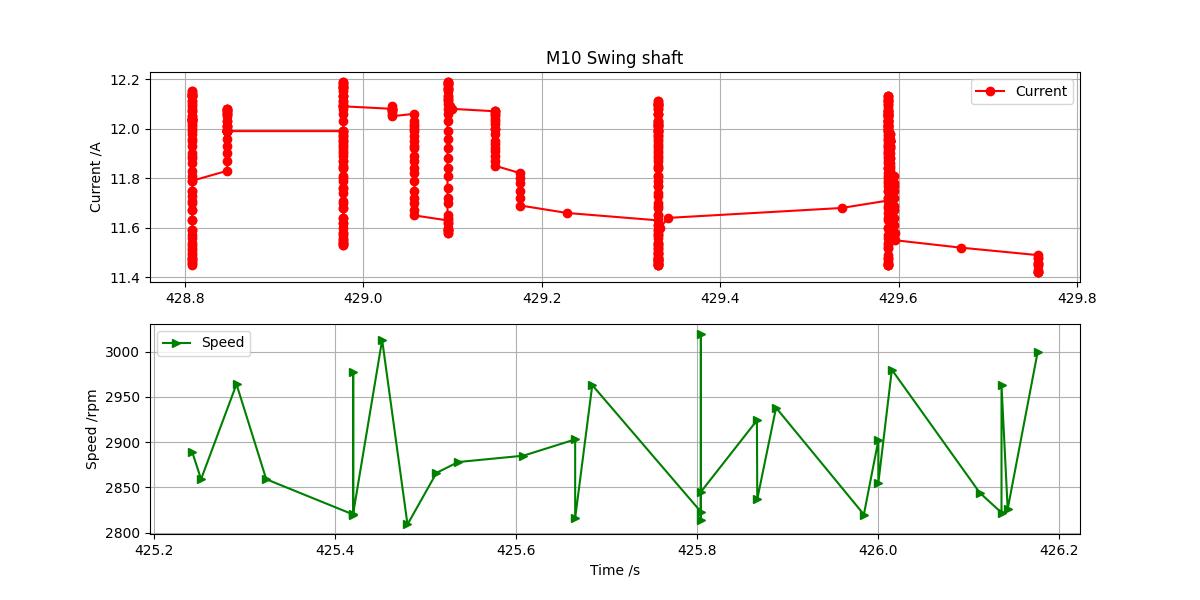 M10 Swing shaft
Current /A
12.2
12.0
11.8
11.6
11.4
Current
428.8 429.0 429.2 429.4 429.6 429.8
Speed /rpm
3000
2950
2900
2850
2800
Speed
425.2 425.4 425.6 425.8 426.0 426.2
Time /s